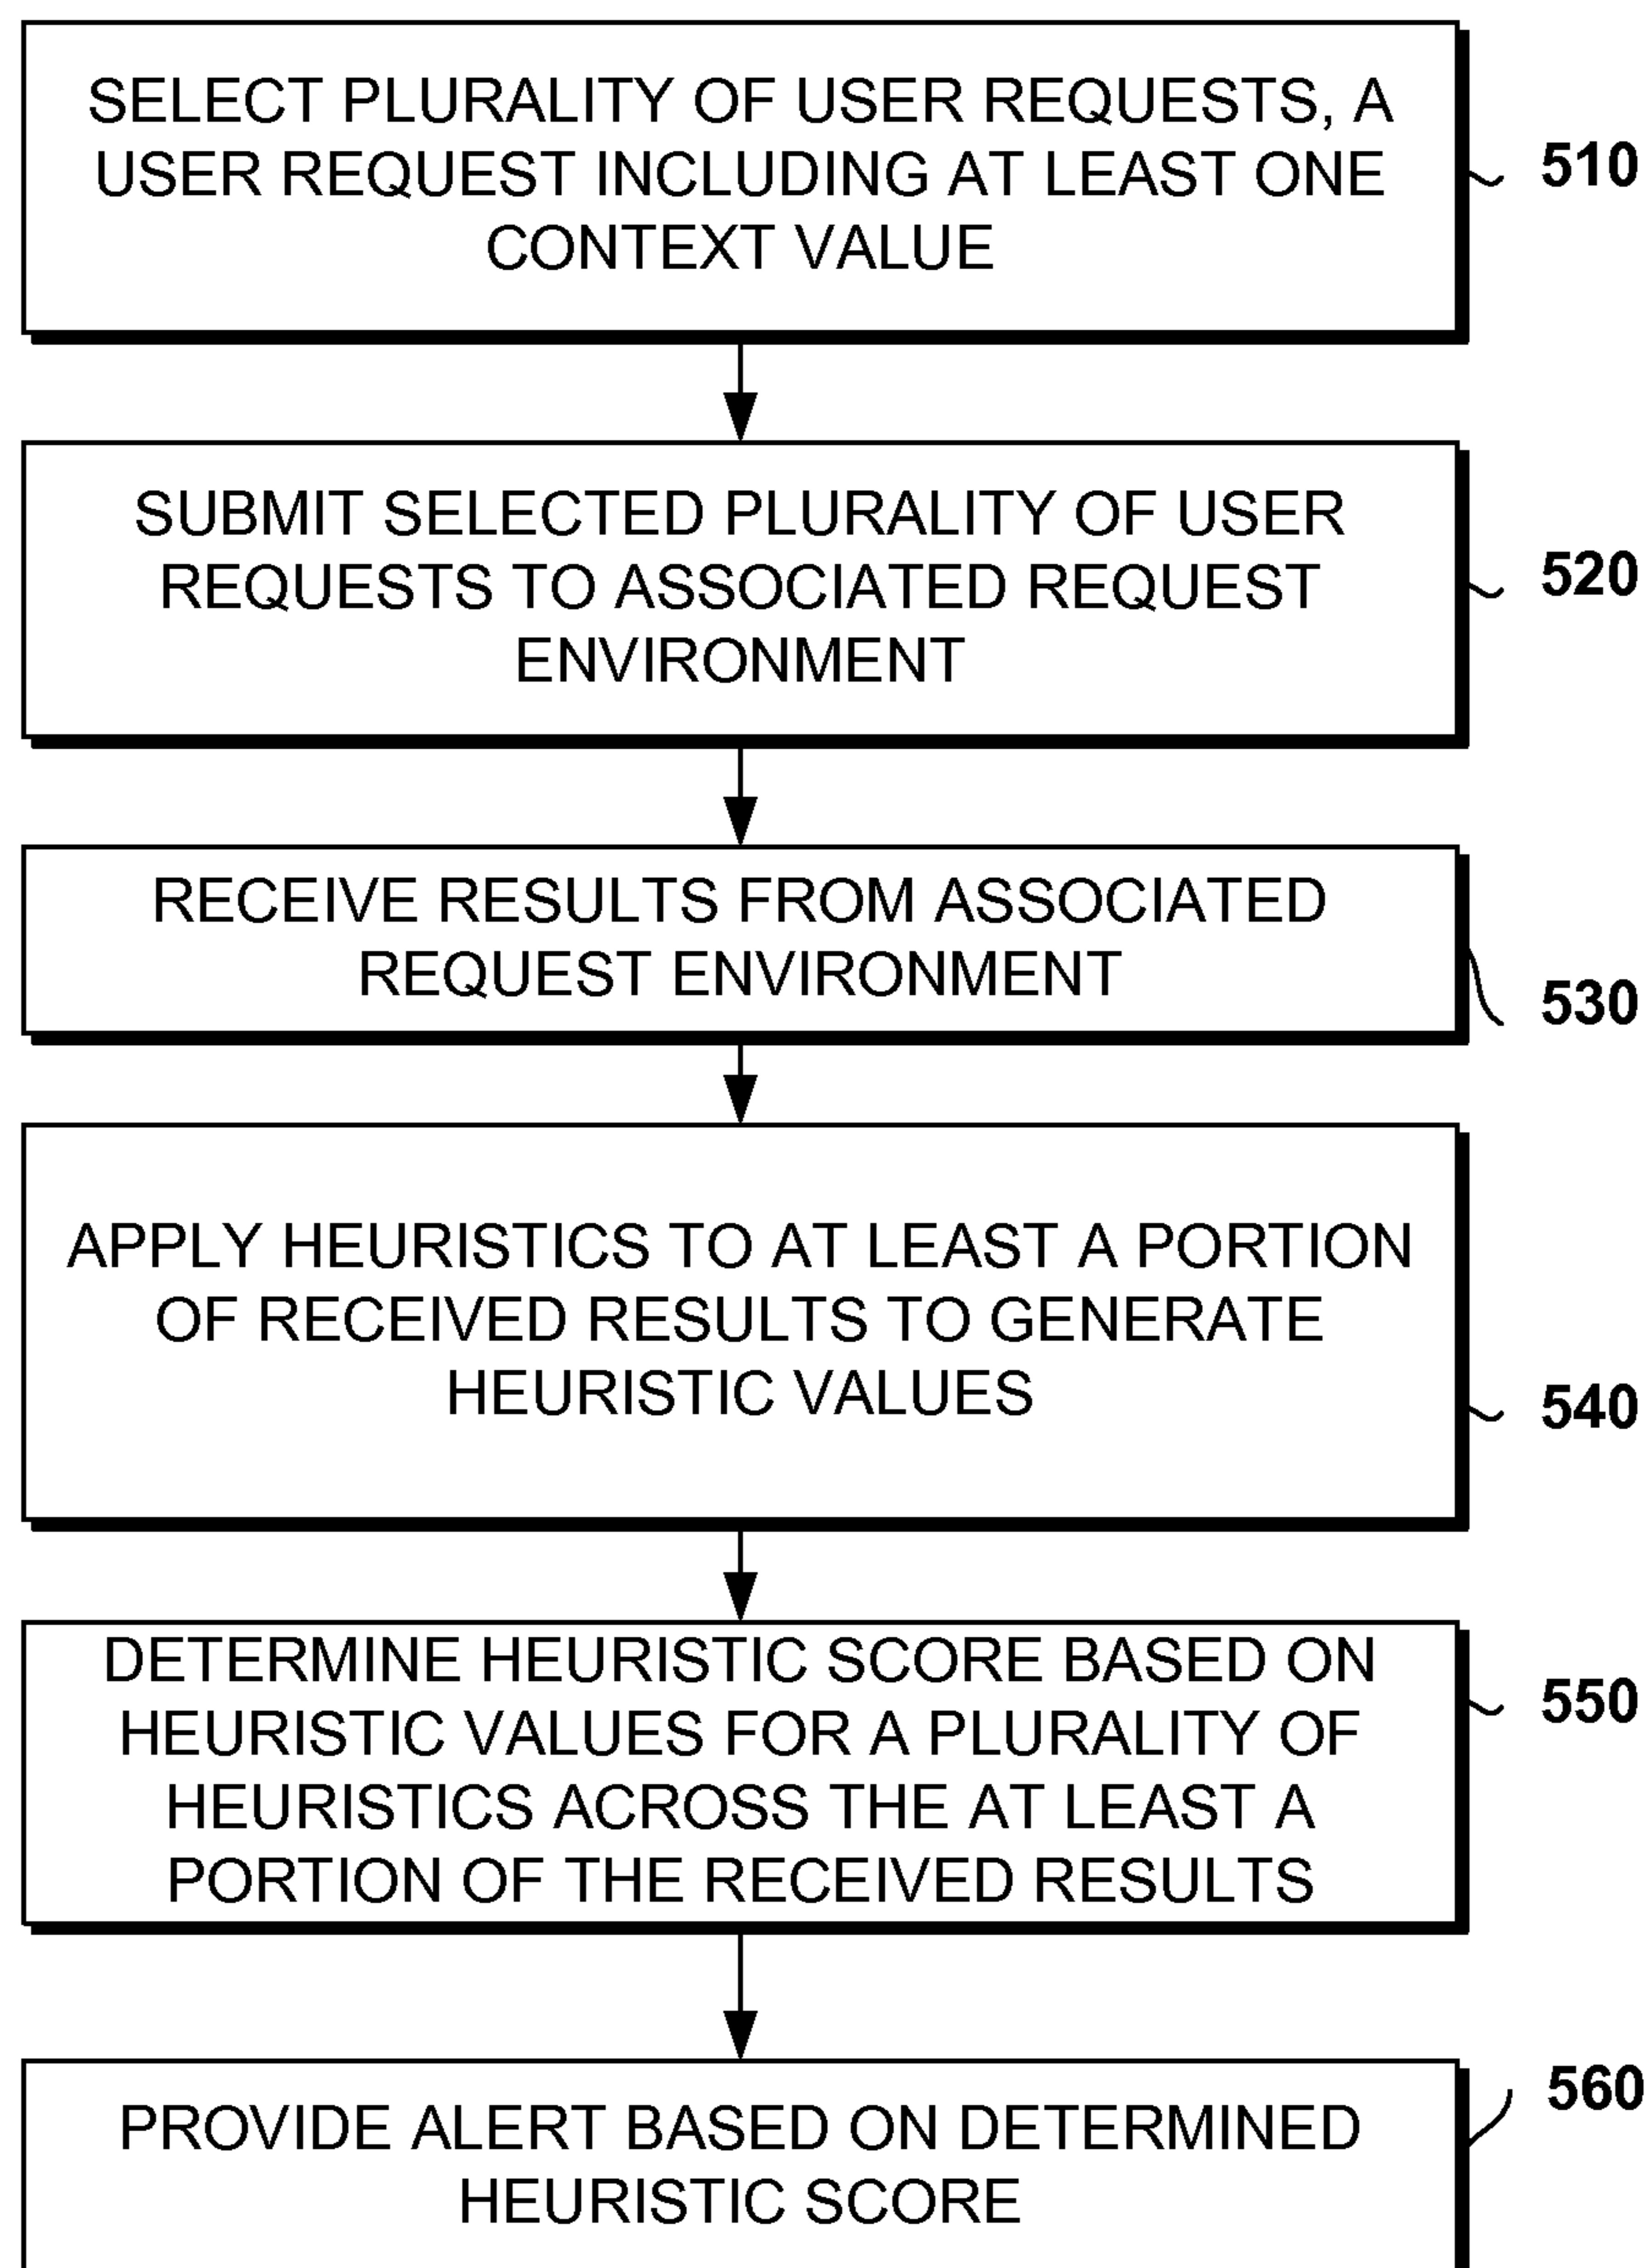 SELECT PLURALITY OF USER REQUESTS, A
USER REQUEST INCLUDING AT LEAST ONE
CONTEXT VALUE
510
SUBMIT SELECTED PLURALITY OF USER
REQUESTS TO ASSOCIATED REQUEST
ENVIRONMENT
520
RECEIVE RESULTS FROM ASSOCIATED
REQUEST ENVIRONMENT
530
APPLY HEURISTICS TO AT LEAST A PORTION
OF RECEIVED RESULTS TO GENERATE
HEURISTIC VALUES
540
DETERMINE HEURISTIC SCORE BASED ON
HEURISTIC VALUES FOR A PLURALITY OF
HEURISTICS ACROSS THE AT LEAST A
PORTION OF THE RECEIVED RESULTS
550
PROVIDE ALERT BASED ON DETERMINED
HEURISTIC SCORE
560